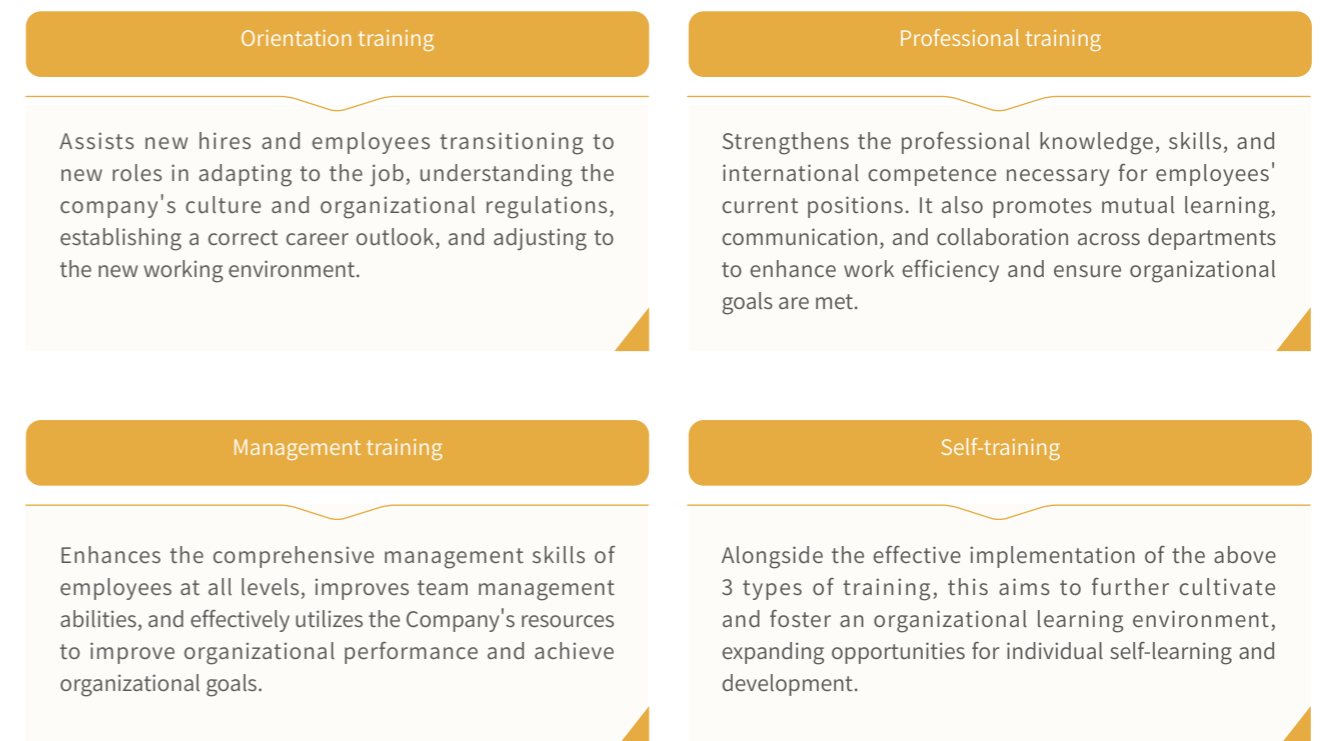 Orientation training
Assists new hires and employees transitioning to
new roles in adapting to the job, understanding the
company's culture and organizational regulations,
establishing a correct career outlook, and adjusting to
the new working environment.
Professional training
Strengthens the professional knowledge, skills, and
international competence necessary for employees'
current positions. It also promotes mutual learning,
communication, and collaboration across departments
to enhance work efficiency and ensure organizational
goals are met.
Management training
Enhances the comprehensive management skills of
employees at all levels, improves team management
abilities, and effectively utilizes the Company's resources
to improve organizational performance and achieve
organizational goals.
Self-training
Alongside the effective implementation of the above
3 types of training, this aims to further cultivate
and foster an organizational learning environment,
expanding opportunities for individual self-learning and
development.